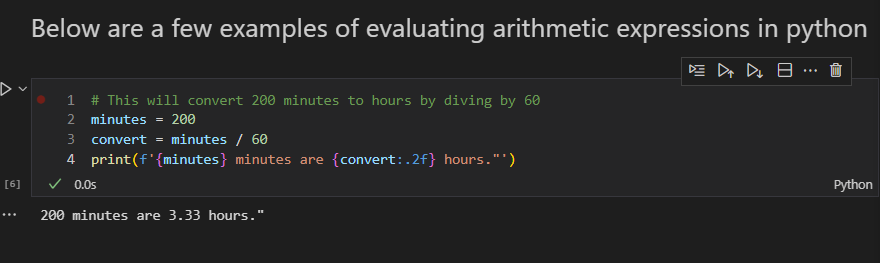 Below are a few examples of evaluating arithmetic expressions in python
1 # This will convert 200 minutes to hours by diving by 60
2 minutes = 200
3 convert = minutes / 60
4 print(f'{minutes} minutes are {convert:.2f} hours."')
[6] 0.0s Python
200 minutes are 3.33 hours."